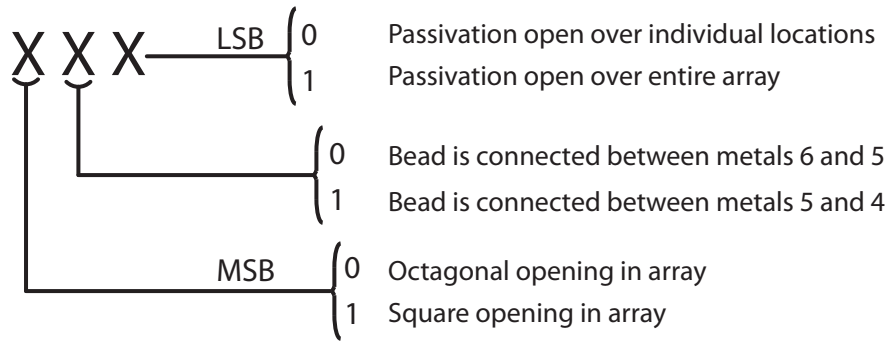 X X X LSB 0 Passivation open over individual locations
1 Passivation open over entire array
0 Bead is connected between metals 6 and 5
1 Bead is connected between metals 5 and 4
MSB 0 Octagonal opening in array
1 Square opening in array